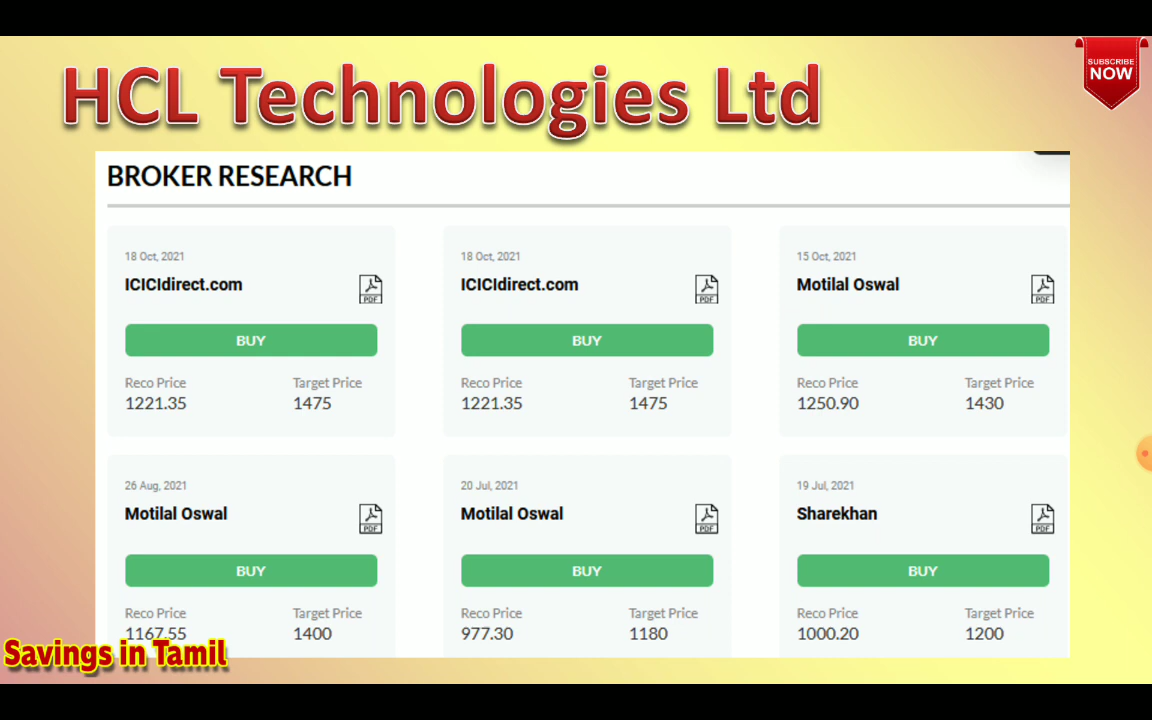 HCL Technologies Ltd
SUBSCRIBE
NOW
BROKER RESEARCH
18 Oct, 2021
ICICIdirect.com
PDF
BUY
Reco Price Target Price
1221.35 1475
18 Oct, 2021
ICICIdirect.com
PDF
BUY
Reco Price Target Price
1221.35 1475
15 Oct, 2021
Motilal Oswal
PDF
BUY
Reco Price Target Price
1250.90 1430
26 Aug, 2021
Motilal Oswal
PDF
BUY
Reco Price Target Price
1167.55 1400
20 Jul, 2021
Motilal Oswal
PDF
BUY
Reco Price Target Price
977.30 1180
19 Jul, 2021
Sharekhan
PDF
BUY
Reco Price Target Price
1000.20 1200
Savings in Tamil